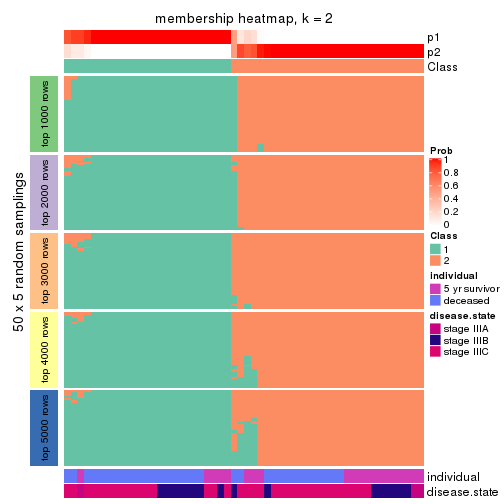 membership heatmap, k = 2
p1
p2
Class
50 x 5 random samplings
top 1000 rows
top 2000 rows
top 3000 rows
top 4000 rows
top 5000 rows
individual
disease.state
Prob
1
0.8
0.6
0.4
0.2
0
Class
1
2
individual
5 yr survivor
deceased
disease.state
stage IIIA
stage IIIB
stage IIIC